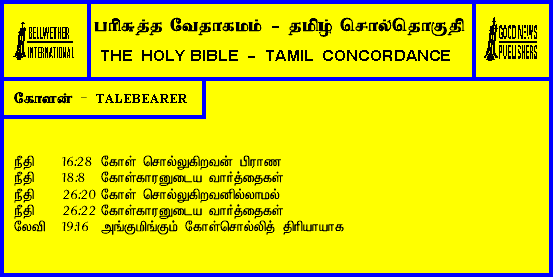 BELLWETHER
INTERNATIONAL
பரிசுத்த வேதாகமம் - தமிழ் சொல்தொகுதி
THE HOLY BIBLE - TAMIL CONCORDANCE
GOOD NEWS
PUBLISHERS
கோளன் - TALEBEARER
நீதி 16:28 கோள் சொல்லுகிறவன் பிராண
நீதி 18:8 கோள்காரனுடைய வார்த்தைகள்
நீதி 26:20 கோள் சொல்லுகிறவனில்லாமல்
நீதி 26:22 கோள்காரனுடைய வார்த்தைகள்
லேவி 19:16 அங்குமிங்கும் கோள்சொல்லித் திரியாயாக